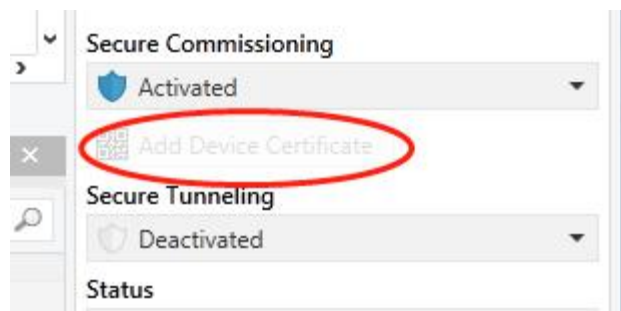 Secure Commissioning
Activated
Add Device Certificate
Secure Tunneling
Deactivated
Status